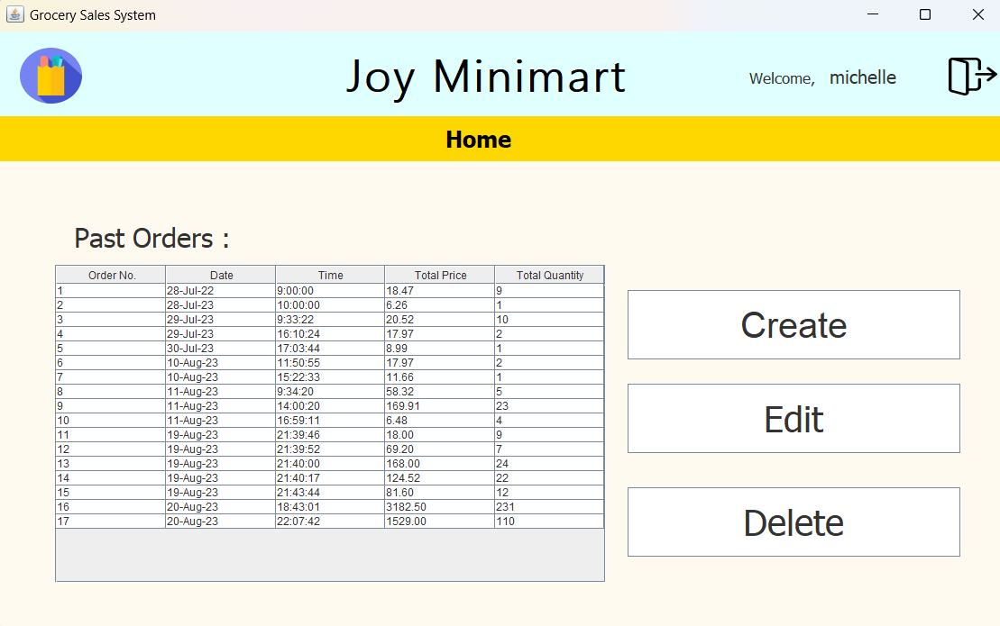 Grocery Sales System
Joy Minimart
Welcome, michelle
Home
Past Orders :
Order No. Date Time Total Price Total Quantity
1 28-Jul-22 9:00:00 18.47 9
2 28-Jul-23 10:00:00 6.26 1
3 29-Jul-23 9:33:22 20.52 10
4 29-Jul-23 16:10:24 17.97 2
5 30-Jul-23 17:03:44 8.99 1
6 10-Aug-23 11:50:55 17.97 2
7 10-Aug-23 15:22:33 11.66 1
8 11-Aug-23 9:34:20 58.32 5
9 11-Aug-23 14:00:20 169.91 23
10 11-Aug-23 16:59:11 6.48 4
11 19-Aug-23 21:39:46 18.00 9
12 19-Aug-23 21:39:52 69.20 7
13 19-Aug-23 21:40:00 168.00 24
14 19-Aug-23 21:40:17 124.52 22
15 19-Aug-23 21:43:44 81.60 12
16 20-Aug-23 18:43:01 3182.50 231
17 20-Aug-23 22:07:42 1529.00 110
Create
Edit
Delete